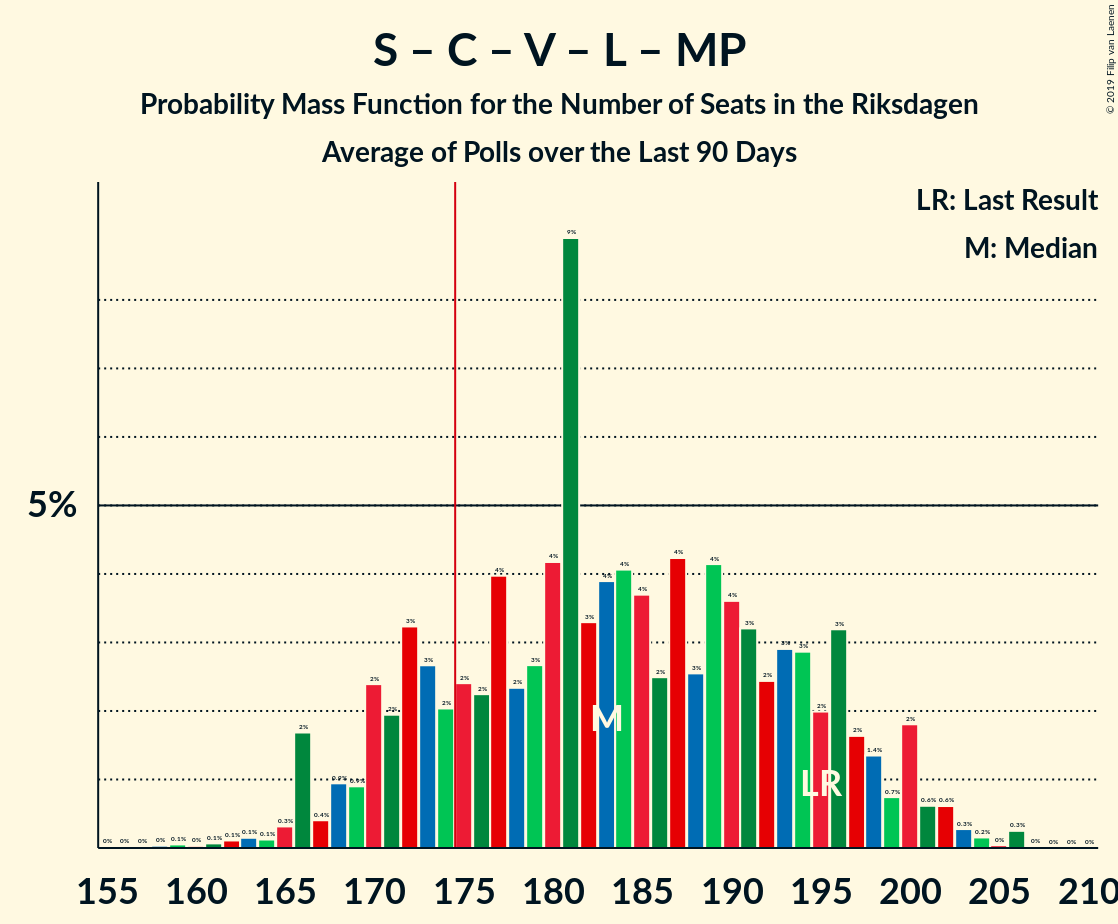 S – C – V – L – MP
Probability Mass Function for the Number of Seats in the Riksdagen
Average of Polls over the Last 90 Days
© 2019 Filip van Laenen
LR: Last Result
M: Median
5%
0% 0% 0% 0% 0.1% 0% 0.1% 0.1% 0.1% 0.1% 0.3% 2% 0.4% 0.9% 0.9% 2% 2% 3% 3% 2% 2% 2% 4% 2% 3% 4% 9% 3% 4% 4% 4% 2% 4% 3% 4% 4% 3% 2% 3% 3% 2% 3% 2% 1.4% 0.7% 2% 0.6% 0.6% 0.3% 0.2% 0% 0.3% 0% 0% 0% 0%
M
LR
155 160 165 170 175 180 185 190 195 200 205 210